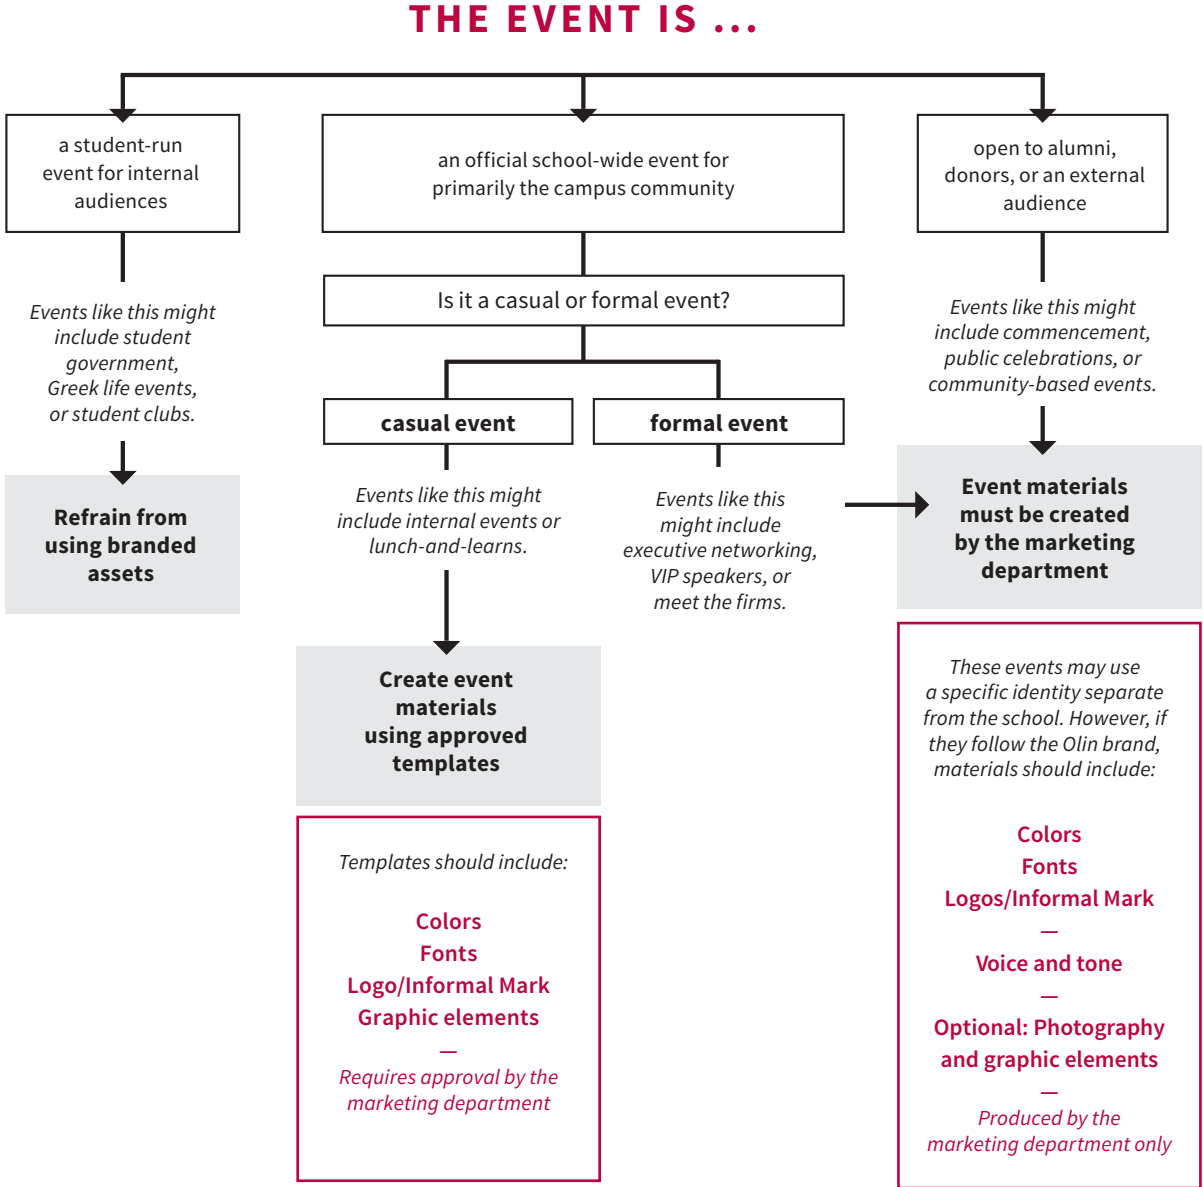 THE EVENT IS ...
a student-run
event for internal
audiences
Events like this might
include student
government,
Greek life events,
or student clubs.
Refrain from
using branded
assets
an official school-wide event for
primarily the campus community
Is it a casual or formal event?
casual event
Events like this might
include internal events or
lunch-and-learns.
Create event
materials
using approved
templates
Templates should include:
Colors
Fonts
Logo/Informal Mark
Graphic elements
—
Requires approval by the
marketing department
formal event
Events like this
might include
executive networking,
VIP speakers, or
meet the firms.
open to alumni,
donors, or an external
audience
Events like this might
include commencement,
public celebrations, or
community-based events.
Event materials
must be created
by the marketing
department
These events may use
a specific identity separate
from the school. However, if
they follow the Olin brand,
materials should include:
Colors
Fonts
Logos/Informal Mark
—
Voice and tone
—
Optional: Photography
and graphic elements
—
Produced by the
marketing department only